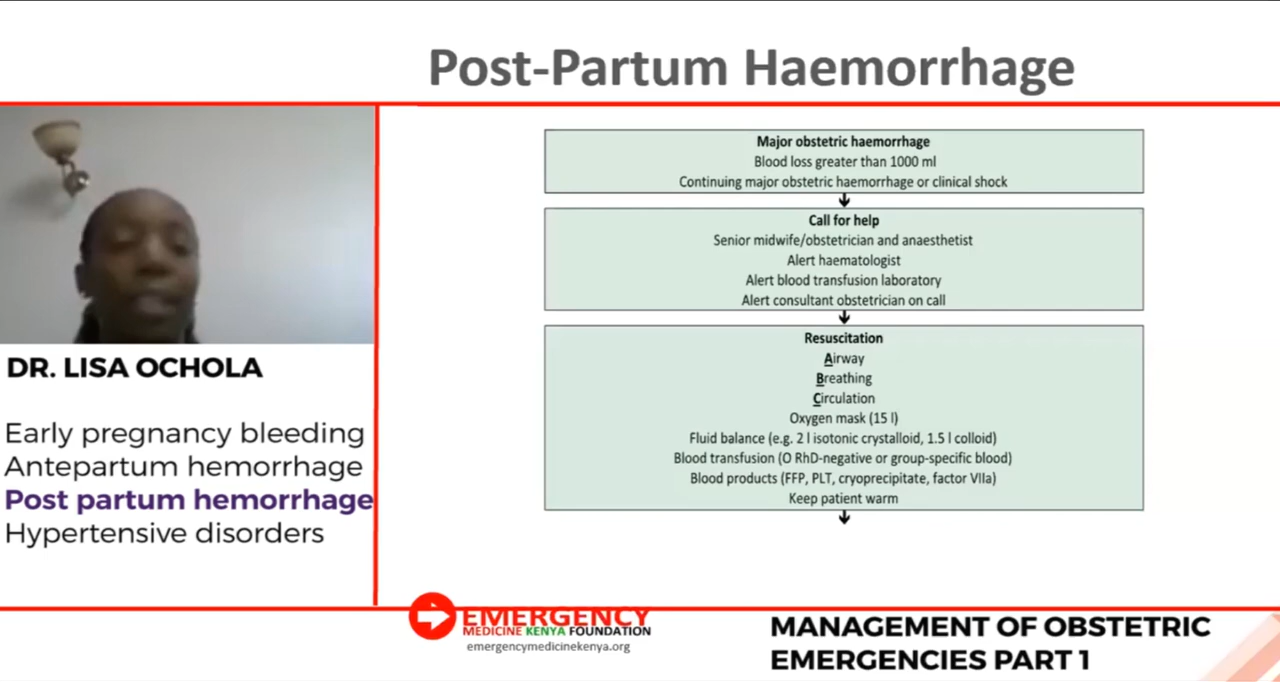 Post-Partum Haemorrhage
Major obstetric haemorrhage
Blood loss greater than 1000 ml
Continuing major obstetric haemorrhage or clinical shock
Call for help
Senior midwife/obstetrician and anaesthetist
Alert haematologist
Alert blood transfusion laboratory
Alert consultant obstetrician on call
Resuscitation
Airway
Breathing
Circulation
Oxygen mask (15 l)
Fluid balance (e.g. 2 l isotonic crystalloid, 1.5 l colloid)
Blood transfusion (O RhD-negative or group-specific blood)
Blood products (FFP, PLT, cryoprecipitate, factor VIIa)
Keep patient warm
DR. LISA OCHOLA
Early pregnancy bleeding
Antepartum hemorrhage
Post partum hemorrhage
Hypertensive disorders
EMERGENCY
MEDICINE KENYA FOUNDATION
emergencymedicinekenya.org
MANAGEMENT OF OBSTETRIC
EMERGENCIES PART 1